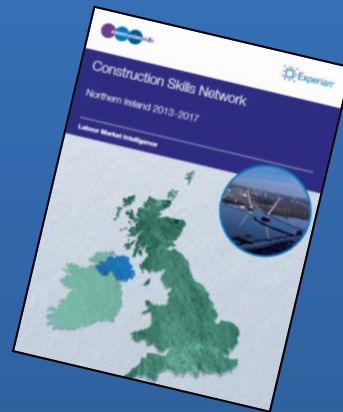 Experian
Construction Skills Network
Northern Ireland 2013-2017
Labour Market Intelligence